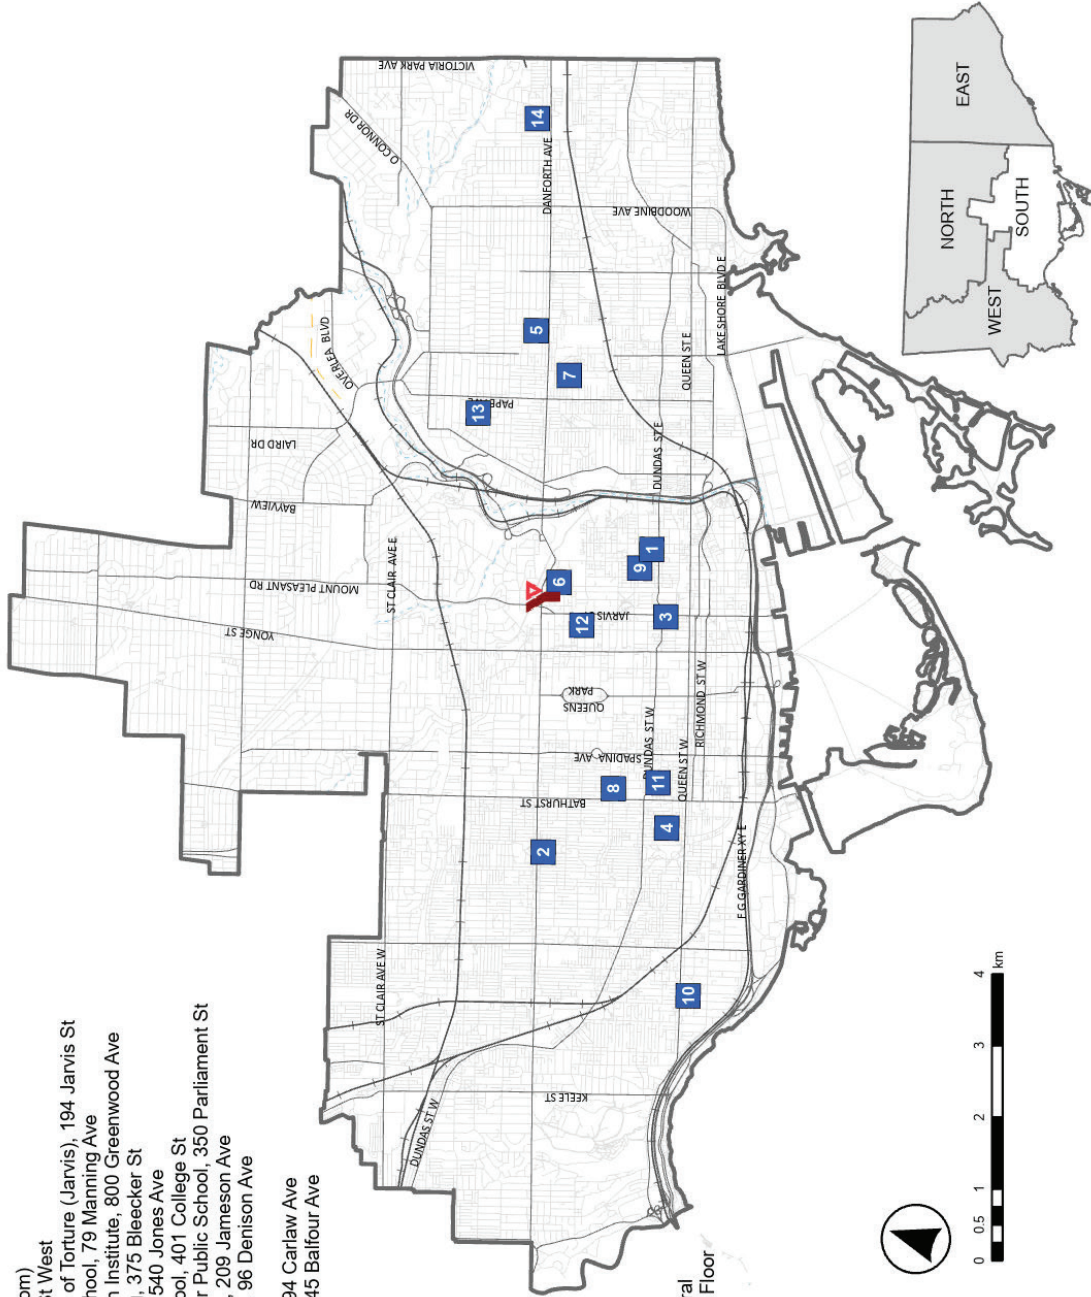 om)
t West
of Torture (Jarvis), 194 Jarvis St
hool, 79 Manning Ave
n Institute, 800 Greenwood Ave
l, 375 Bleecker St
540 Jones Ave
ool, 401 College St
r Public School, 350 Parliament St
, 209 Jameson Ave
96 Denison Ave
94 Carlaw Ave
45 Balfour Ave
ral
Floor
VICTORIA PARK AVE
O CONNOR DR
DANFORTH AVE
WOODBINE AVE
OVERLEA BLVD
LAIRD DR
BAYVIEW
MOUNT PLEASANT RD
YONGE ST
ST CLAIR AVE E
ST CLAIR AVE W
LAKE SHORE BLVD E
QUEEN ST E
DUNDAS ST E
JARVIS
QUEENS
PARK
SPADINA AVE
DUNDAS ST W
QUEEN ST W
RICHMOND ST W
BATHURST ST
F G GARDINER XY E
KEELE ST
DUNDAS ST W
1
2
3
4
5
6
7
8
9
10
11
12
13
14
0 0.5 1 2 3 4
km
NORTH
EAST
WEST
SOUTH